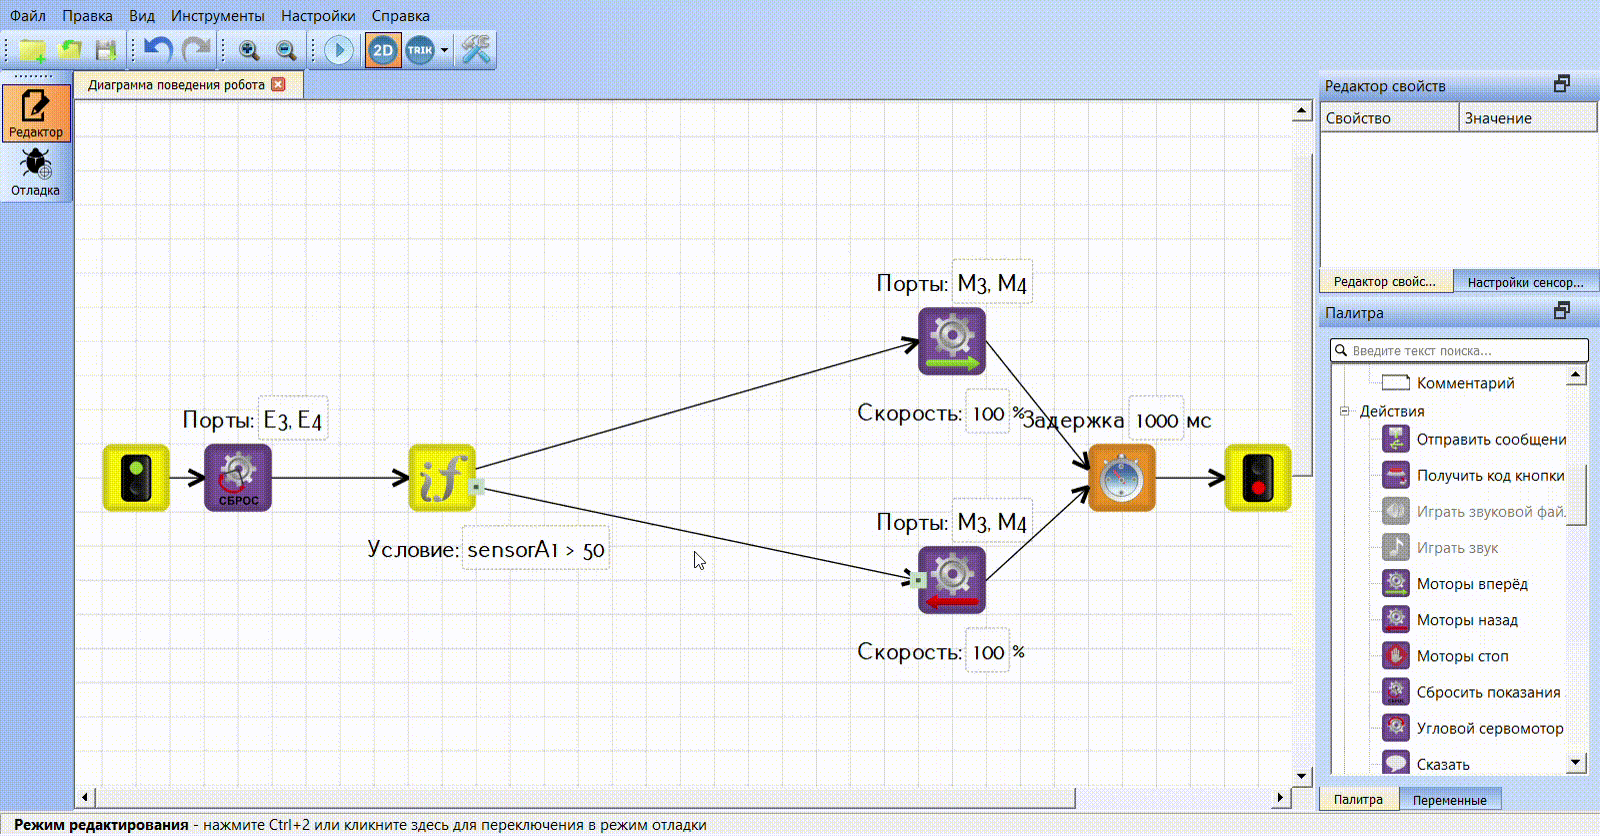 Файл Правка Вид Инструменты Настройки Справка
2D TRIK
Редактор
Отладка
Диаграмма поведения робота
Порты: E3, E4
СБРОС
if
Условие: sensorA1 > 50
Порты: M3, M4
Скорость: 100 %
Задержка 1000 мс
Порты: M3, M4
Скорость: 100 %
Редактор свойств
Свойство Значение
Редактор свойс... Настройки сенсор...
Палитра
Введите текст поиска...
Комментарий
Действия
Отправить сообщени
Получить код кнопки
Играть звуковой фай.
Играть звук
Моторы вперёд
Моторы назад
Моторы стоп
Сбросить показания
Угловой сервомотор
Сказать
Палитра Переменные
Режим редактирования - нажмите Ctrl+2 или кликните здесь для переключения в режим отладки